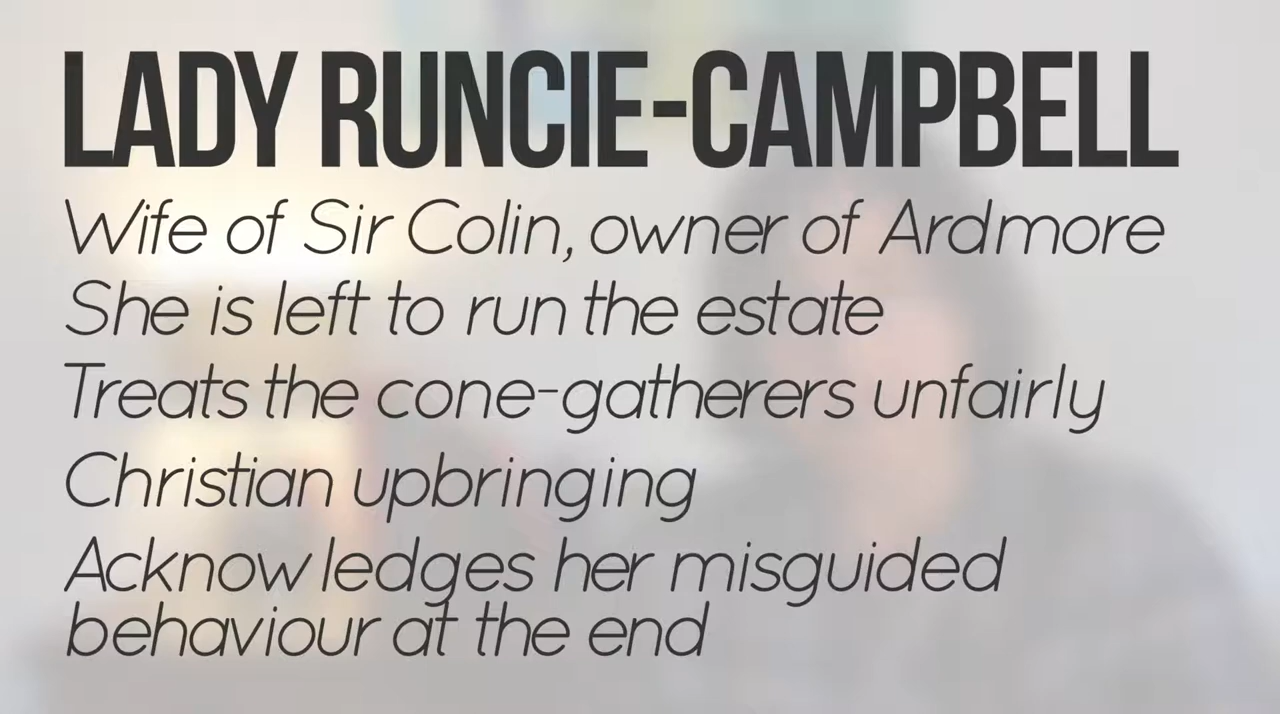 LADY RUNCIE-CAMPBELL
Wife of Sir Colin, owner of Ardmore
She is left to run the estate
Treats the cone-gatherers unfairly
Christian upbringing
Acknowledges her misguided
behaviour at the end